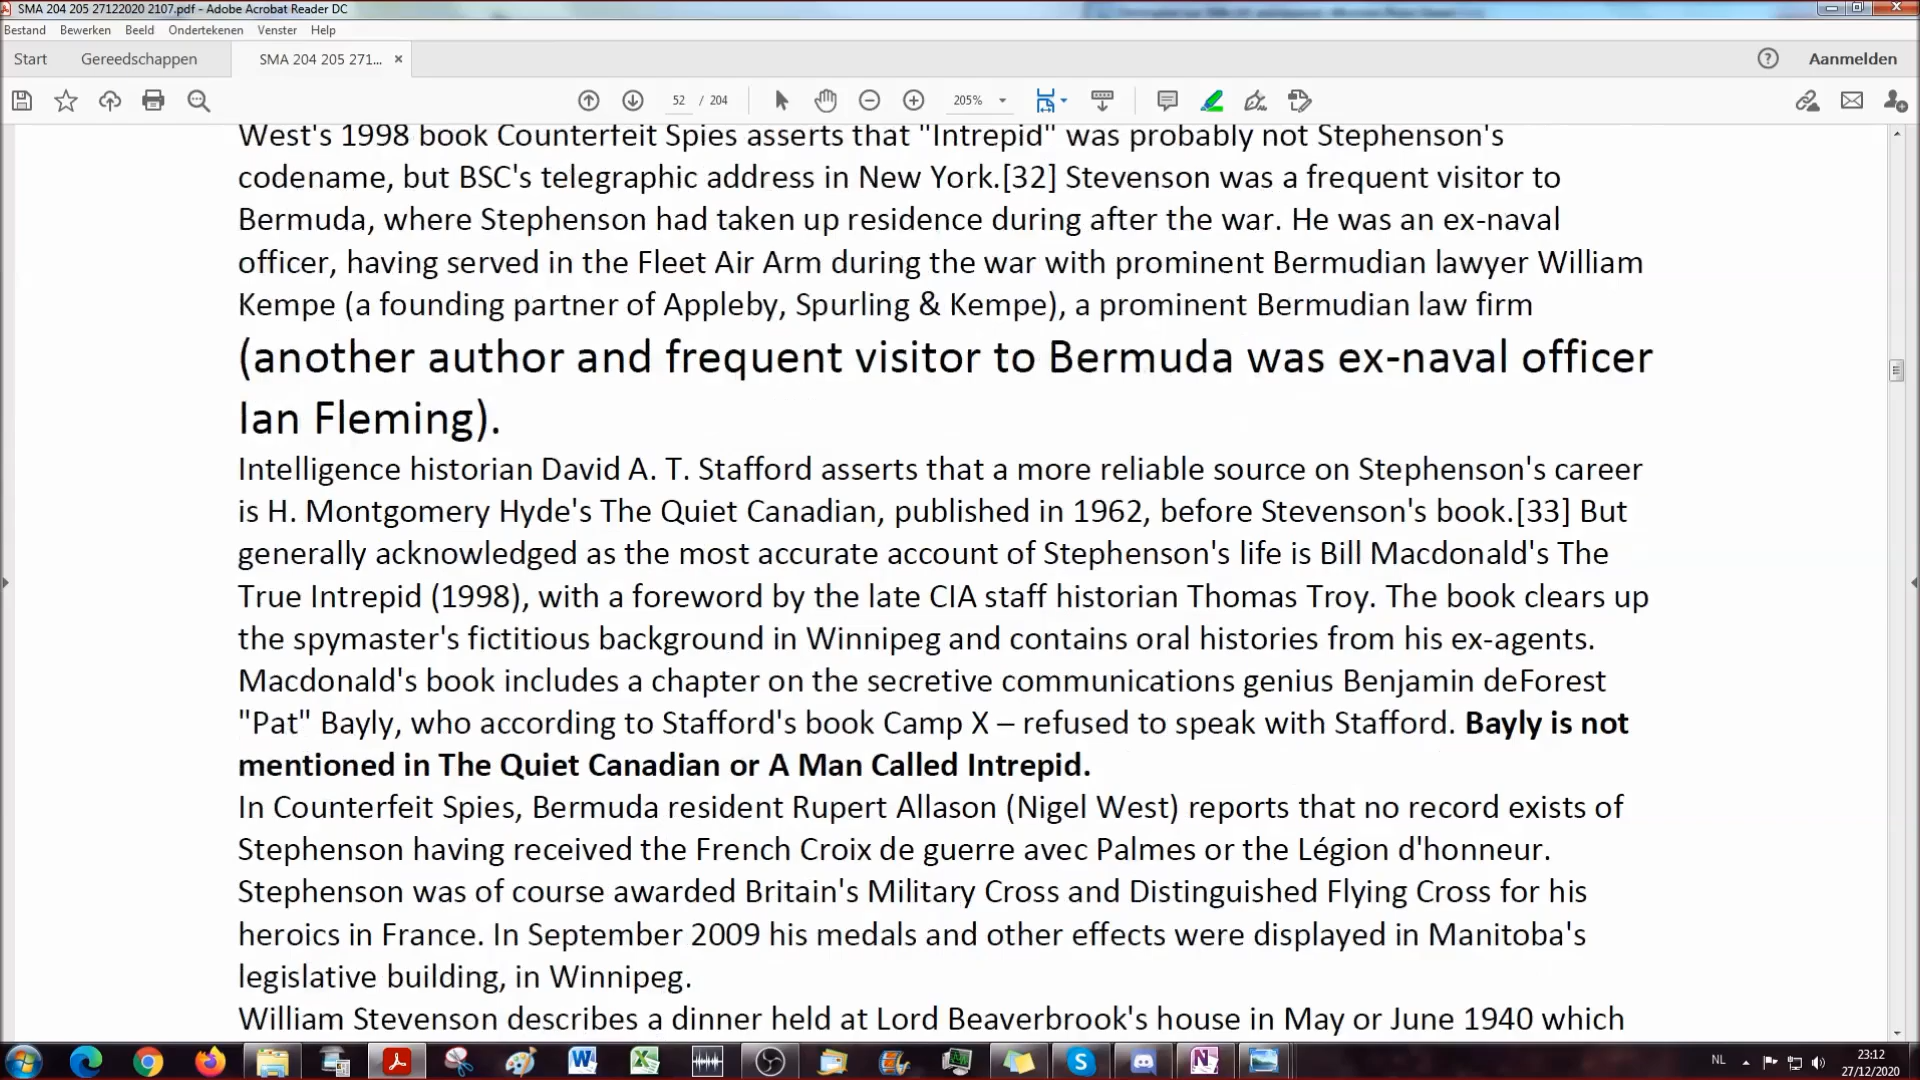 SMA 204 205 27122020 2107.pdf - Adobe Acrobat Reader DC
Bestand Bewerken Beeld Ondertekenen Venster Help
Start Gereedschappen SMA 204 205 271... × Aanmelden
52 / 204 205%
West's 1998 book Counterfeit Spies asserts that "Intrepid" was probably not Stephenson's
codename, but BSC's telegraphic address in New York.[32] Stevenson was a frequent visitor to
Bermuda, where Stephenson had taken up residence during after the war. He was an ex-naval
officer, having served in the Fleet Air Arm during the war with prominent Bermudian lawyer William
Kempe (a founding partner of Appleby, Spurling & Kempe), a prominent Bermudian law firm
(another author and frequent visitor to Bermuda was ex-naval officer
Ian Fleming).
Intelligence historian David A. T. Stafford asserts that a more reliable source on Stephenson's career
is H. Montgomery Hyde's The Quiet Canadian, published in 1962, before Stevenson's book.[33] But
generally acknowledged as the most accurate account of Stephenson's life is Bill Macdonald's The
True Intrepid (1998), with a foreword by the late CIA staff historian Thomas Troy. The book clears up
the spymaster's fictitious background in Winnipeg and contains oral histories from his ex-agents.
Macdonald's book includes a chapter on the secretive communications genius Benjamin deForest
"Pat" Bayly, who according to Stafford's book Camp X – refused to speak with Stafford. Bayly is not
mentioned in The Quiet Canadian or A Man Called Intrepid.
In Counterfeit Spies, Bermuda resident Rupert Allason (Nigel West) reports that no record exists of
Stephenson having received the French Croix de guerre avec Palmes or the Légion d'honneur.
Stephenson was of course awarded Britain's Military Cross and Distinguished Flying Cross for his
heroics in France. In September 2009 his medals and other effects were displayed in Manitoba's
legislative building, in Winnipeg.
William Stevenson describes a dinner held at Lord Beaverbrook's house in May or June 1940 which
NL 23:12
27/12/2020